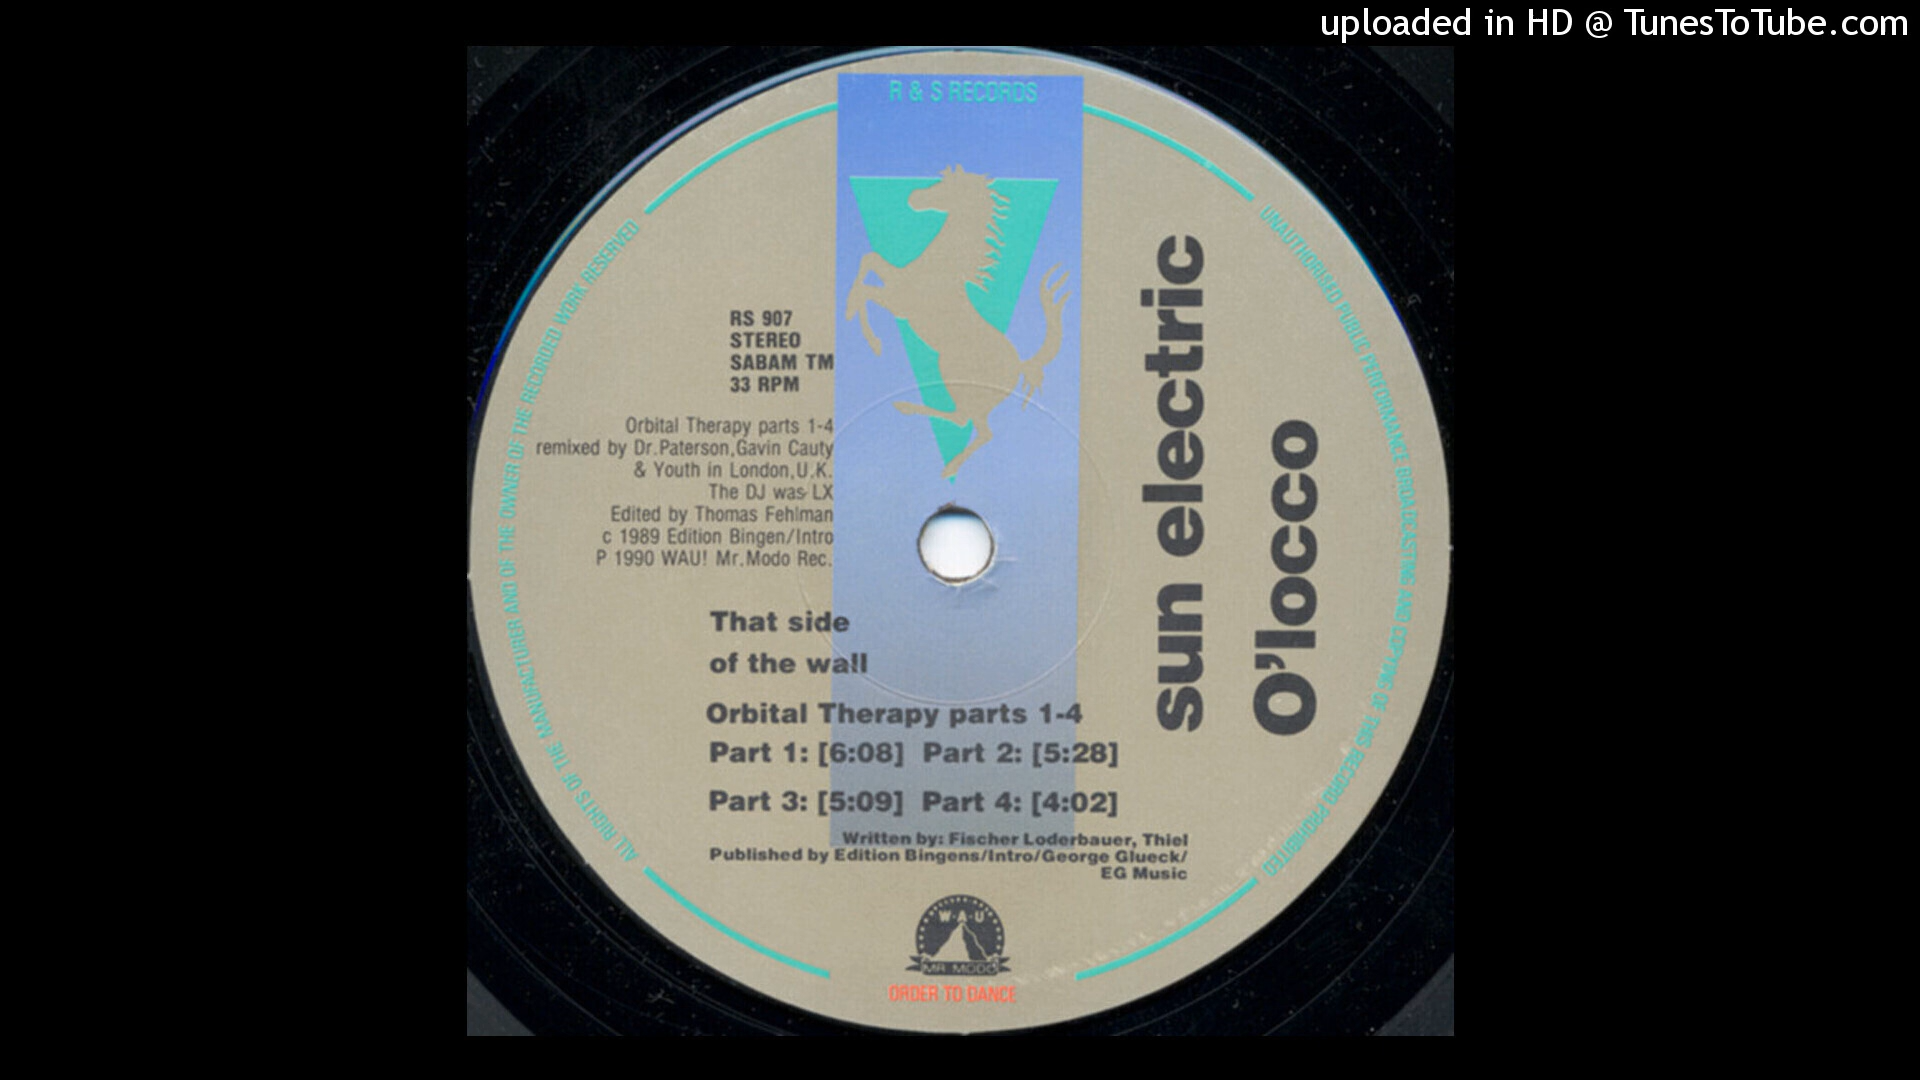 uploaded in HD @ TunesToTube.com
R & S RECORDS
UNAUTHORISED PUBLIC PERFORMANCE BROADCASTING AND COPYING OF THIS RECORD PROHIBITED
ALL RIGHTS OF THE MANUFACTURER AND OF THE OWNER OF THE RECORDED WORK RESERVED
sun electric
O'locco
RS 907
STEREO
SABAM TM
33 RPM
Orbital Therapy parts 1-4
remixed by Dr.Paterson,Gavin Cauty
& Youth in London,U.K.
The DJ was LX
Edited by Thomas Fehlman
c 1989 Edition Bingen/Intro
P 1990 WAU! Mr.Modo Rec.
That side
of the wall
Orbital Therapy parts 1-4
Part 1: [6:08] Part 2: [5:28]
Part 3: [5:09] Part 4: [4:02]
Written by: Fischer Loderbauer, Thiel
Published by Edition Bingens/Intro/George Glueck/
EG Music
W·A·U
MR. MODO
ORDER TO DANCE